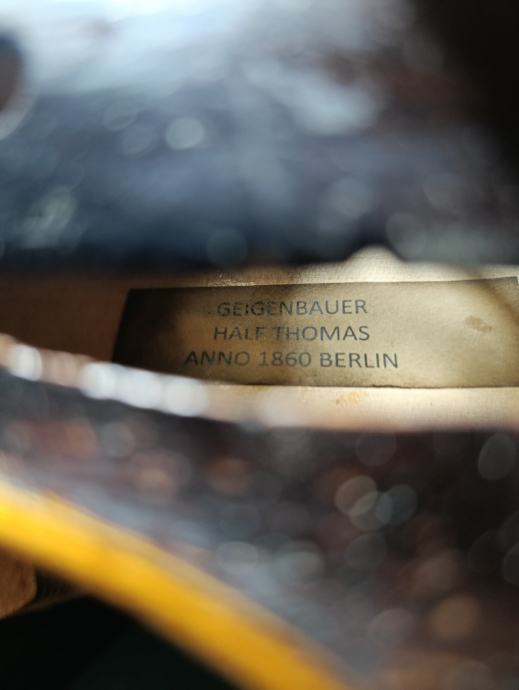 GEIGENBAUER
HALF THOMAS
ANNO 1860 BERLIN